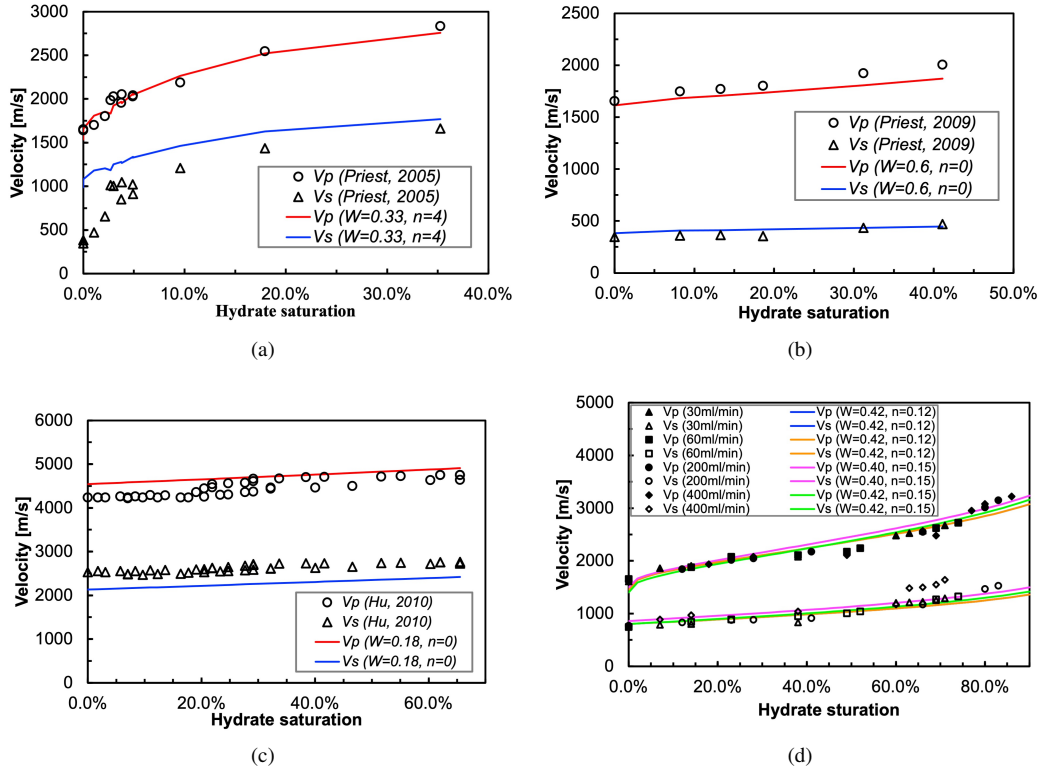 3000
2500
2000
1500
1000
500
0
Velocity [m/s]
Vp (Priest, 2005)
Vs (Priest, 2005)
Vp (W=0.33, n=4)
Vs (W=0.33, n=4)
0.0% 10.0% 20.0% 30.0% 40.0%
Hydrate saturation
(a)
2500
2000
1500
1000
500
0
Velocity [m/s]
Vp (Priest, 2009)
Vs (Priest, 2009)
Vp (W=0.6, n=0)
Vs (W=0.6, n=0)
0.0% 10.0% 20.0% 30.0% 40.0% 50.0%
Hydrate saturation
(b)
6000
5000
4000
3000
2000
1000
0
Velocity [m/s]
Vp (Hu, 2010)
Vs (Hu, 2010)
Vp (W=0.18, n=0)
Vs (W=0.18, n=0)
0.0% 20.0% 40.0% 60.0%
Hydrate saturation
(c)
5000
4000
3000
2000
1000
0
Velocity [m/s]
Vp (30ml/min) Vp (W=0.42, n=0.12)
Vs (30ml/min) Vs (W=0.42, n=0.12)
Vp (60ml/min) Vp (W=0.42, n=0.12)
Vs (60ml/min) Vs (W=0.42, n=0.12)
Vp (200ml/min) Vp (W=0.40, n=0.15)
Vs (200ml/min) Vs (W=0.40, n=0.15)
Vp (400ml/min) Vp (W=0.42, n=0.15)
Vs (400ml/min) Vs (W=0.42, n=0.15)
0.0% 20.0% 40.0% 60.0% 80.0%
Hydrate sturation
(d)